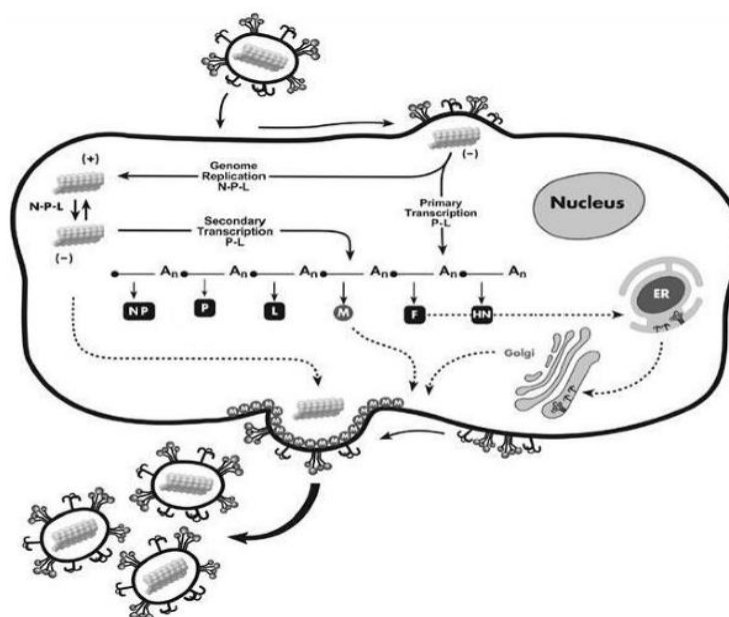 (-)
(+)
Genome
Replication
N-P-L
N-P-L
Primary
Transcription
P-L
Nucleus
Secondary
Transcription
P-L
(-)
An An An An An An
NP P L M F HN
ER
Golgi
M M M M M M M M M M M M M M M